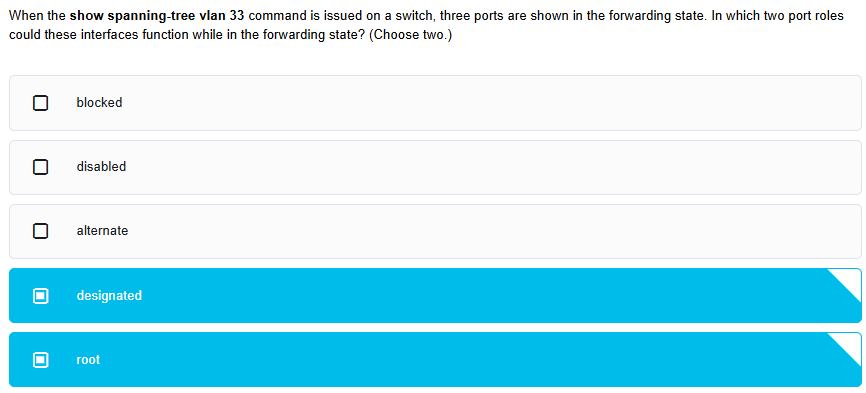 When the show spanning-tree vlan 33 command is issued on a switch, three ports are shown in the forwarding state. In which two port roles
could these interfaces function while in the forwarding state? (Choose two.)
blocked
disabled
alternate
designated
root